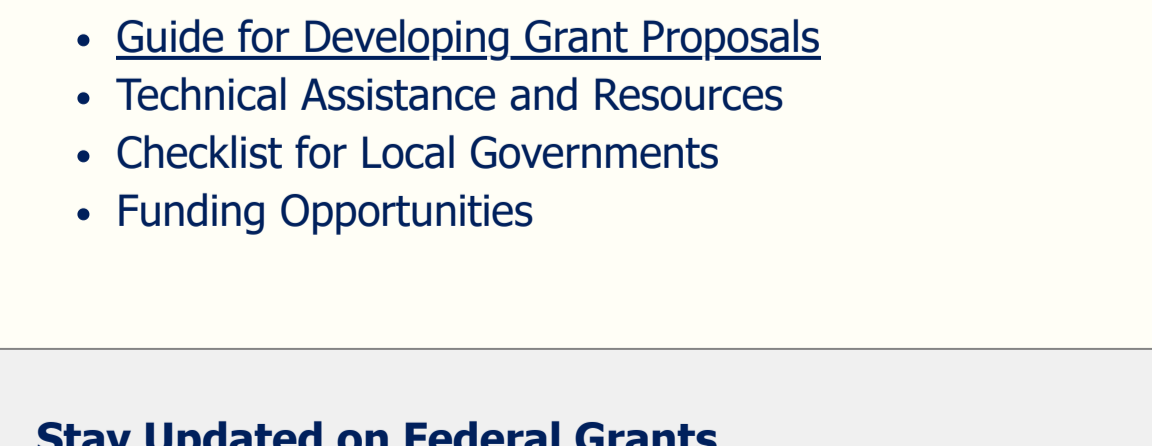 Guide for Developing Grant Proposals
Technical Assistance and Resources
Checklist for Local Governments
Funding Opportunities
Stay Updated on Federal Grants